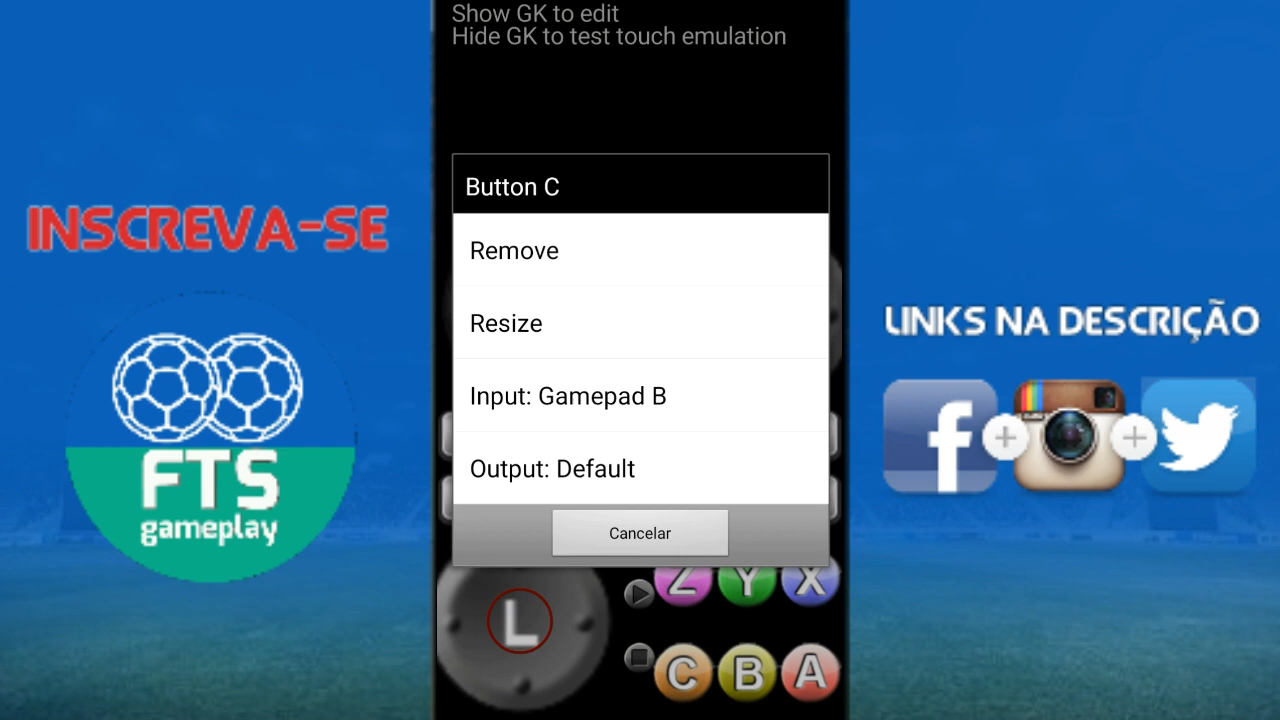 Show GK to edit
Hide GK to test touch emulation
Button C
Remove
Resize
Input: Gamepad B
Output: Default
Cancelar
L
Z Y X
C B A
INSCREVA-SE
FTS
gameplay
LINKS NA DESCRIÇÃO